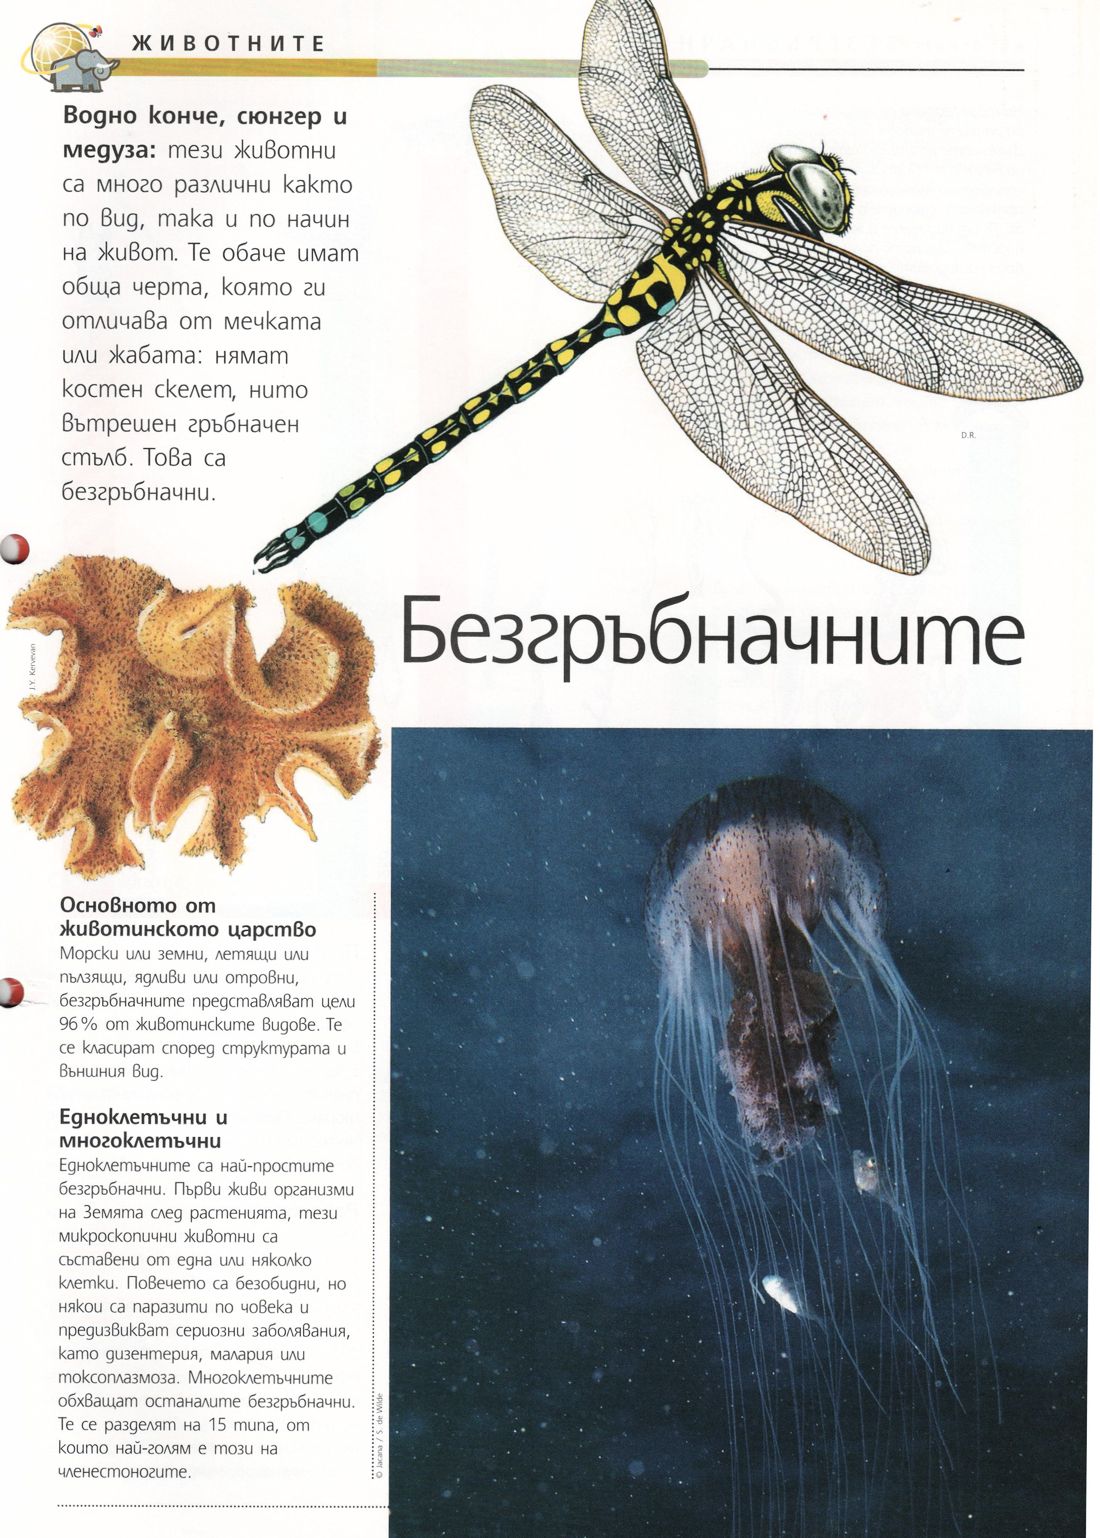 ЖИВОТНИТЕ
Водно конче, сюнгер и
медуза: тези животни
са много различни както
по вид, така и по начин
на живот. Те обаче имат
обща черта, която ги
отличава от мечката
или жабата: нямат
костен скелет, нито
вътрешен гръбначен
стълб. Това са
безгръбначни.
D.R.
Безгръбначните
J.Y. Kervevan
Основното от
животинското царство
Морски или земни, летящи или
пълзящи, ядливи или отровни,
безгръбначните представляват цели
96 % от животинските видове. Те
се класират според структурата и
външния вид.
Едноклетъчни и
многоклетъчни
Едноклетъчните са най-простите
безгръбначни. Първи живи организми
на Земята след растенията, тези
микроскопични животни са
съставени от една или няколко
клетки. Повечето са безобидни, но
някои са паразити по човека и
предизвикват сериозни заболявания,
като дизентерия, малария или
токсоплазмоза. Многоклетъчните
обхващат останалите безгръбначни.
Те се разделят на 15 типа, от
които най-голям е този на
членестоногите.
© Jacana / S. de Wilde